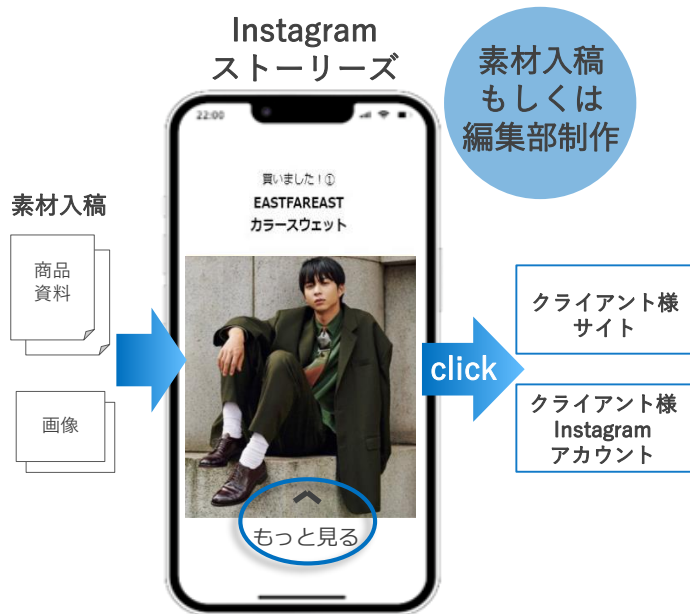 Instagram
ストーリーズ
素材入稿
もしくは
編集部制作
素材入稿
商品
資料
画像
22:00
買いました！①
EASTFAREAST
カラースウェット
もっと見る
click
クライアント様
サイト
クライアント様
Instagram
アカウント